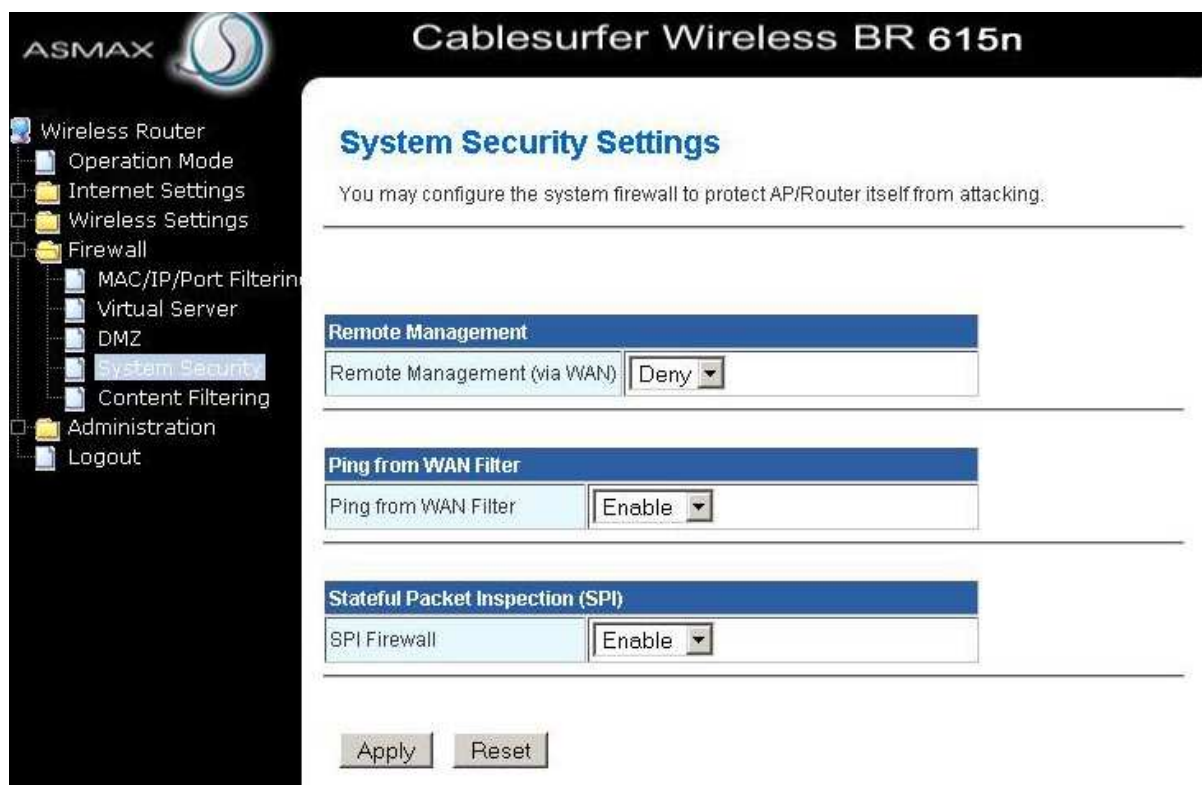 ASMAX
Cablesurfer Wireless BR 615n
Wireless Router
Operation Mode
Internet Settings
Wireless Settings
Firewall
MAC/IP/Port Filterin
Virtual Server
DMZ
System Security
Content Filtering
Administration
Logout
System Security Settings
You may configure the system firewall to protect AP/Router itself from attacking.
Remote Management
Remote Management (via WAN) Deny
Ping from WAN Filter
Ping from WAN Filter Enable
Stateful Packet Inspection (SPI)
SPI Firewall Enable
Apply Reset